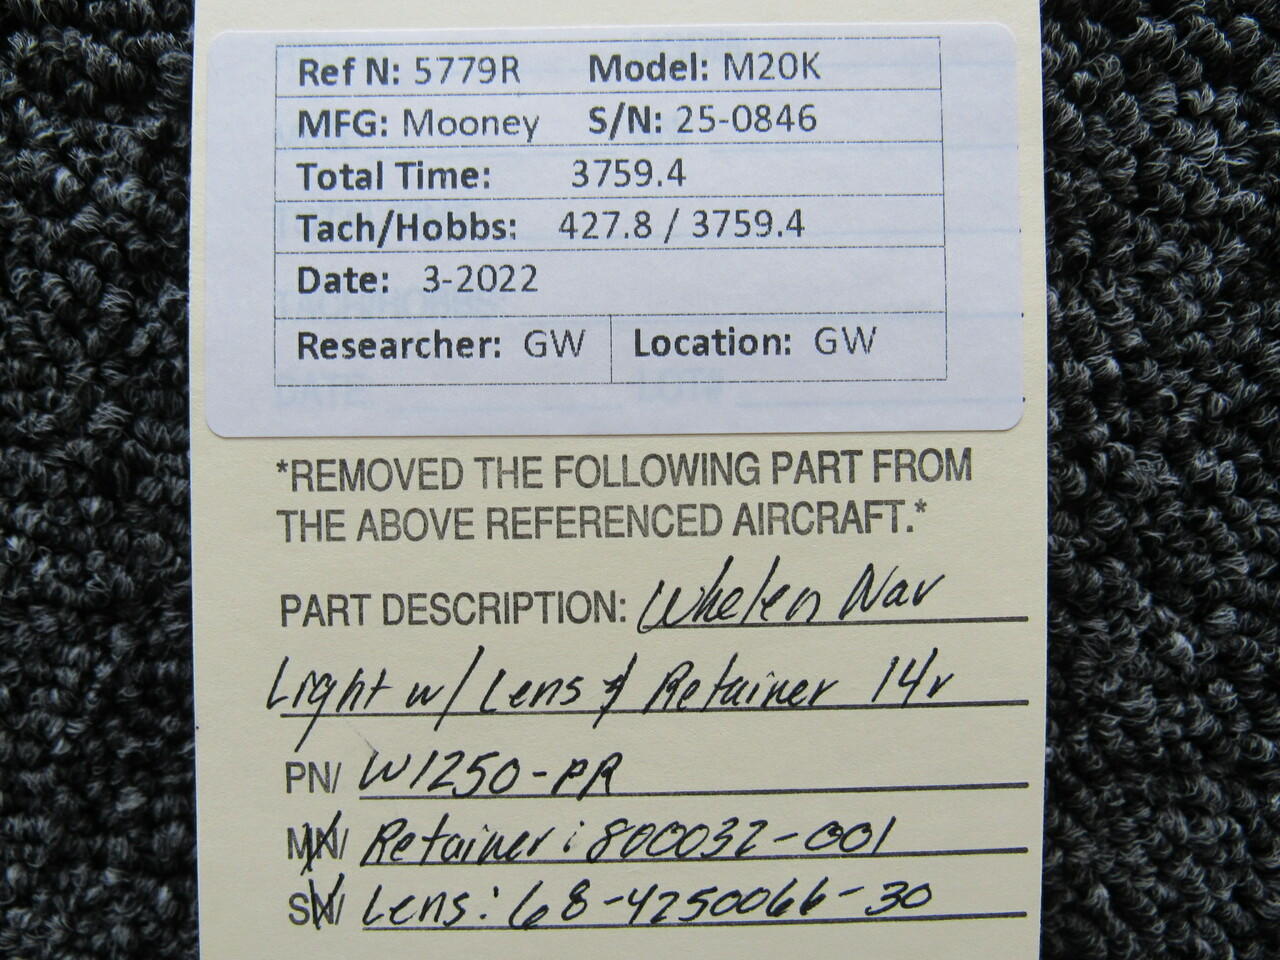 Ref N: 5779R Model: M20K
MFG: Mooney S/N: 25-0846
Total Time: 3759.4
Tach/Hobbs: 427.8 / 3759.4
Date: 3-2022
Researcher: GW Location: GW
DATE LOT#
*REMOVED THE FOLLOWING PART FROM
THE ABOVE REFERENCED AIRCRAFT.*
PART DESCRIPTION: Whelen Nav
Light w/ Lens & Retainer 14v
PN/ W1250-PR
MN/ Retainer: 800032-001
SN/ Lens: 68-4250066-30